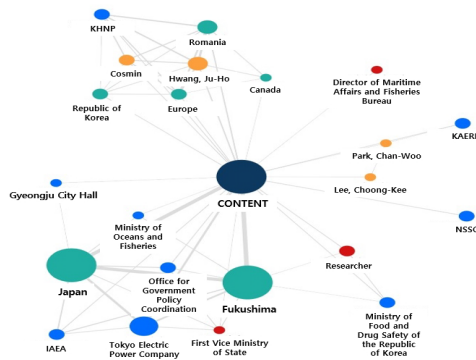 KHNP
Romania
Cosmin
Hwang, Ju-Ho
Canada
Republic of
Korea
Europe
Director of Maritime
Affairs and Fisheries
Bureau
KAERI
Park, Chan-Woo
Lee, Choong-Kee
CONTENT
Gyeongju City Hall
NSSC
Ministry of
Oceans and
Fisheries
Researcher
Japan
Office for
Government
Policy
Coordination
Fukushima
Ministry of
Food and
Drug Safety of
the Republic
of Korea
IAEA
Tokyo Electric
Power Company
First Vice Ministry
of State